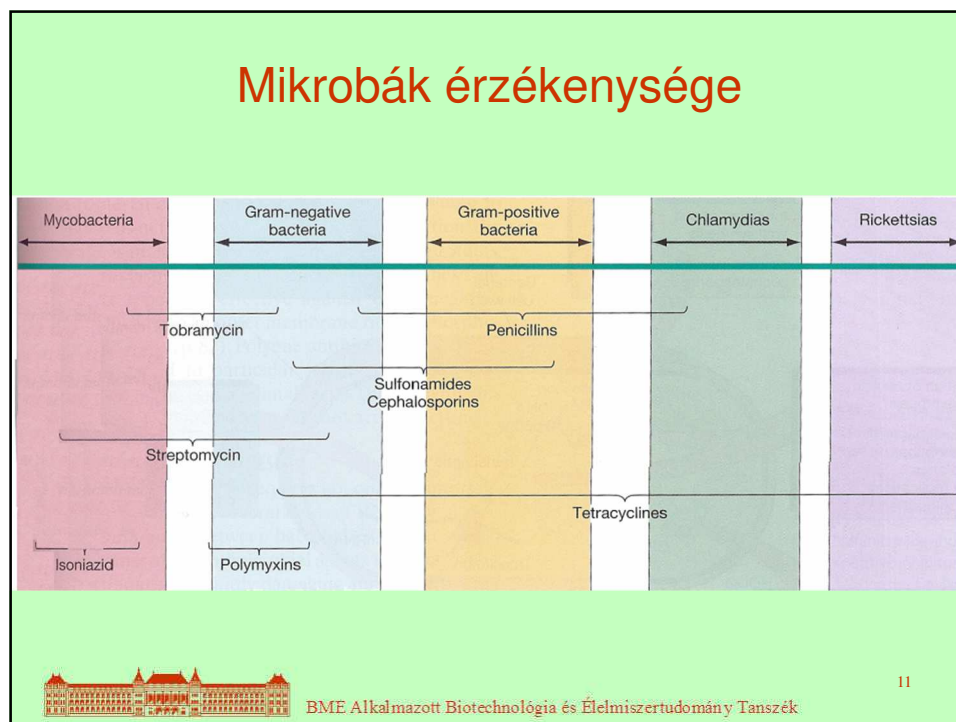 Mikrobák érzékenysége
Mycobacteria
Gram-negative
bacteria
Gram-positive
bacteria
Chlamydias
Rickettsias
Tobramycin
Penicillins
Sulfonamides
Cephalosporins
Streptomycin
Tetracyclines
Isoniazid
Polymyxins
11
BME Alkalmazott Biotechnológia és Élelmiszertudomány Tanszék